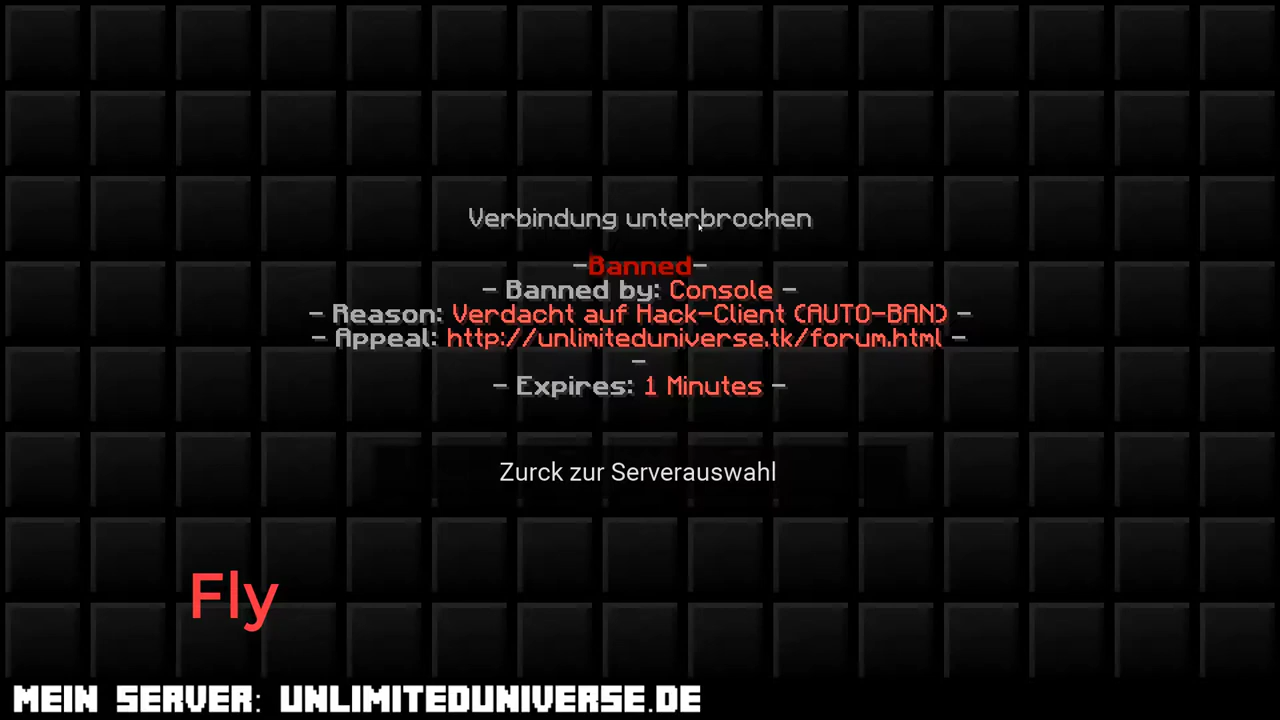 Verbindung unterbrochen
-Banned-
- Banned by: Console -
- Reason: Verdacht auf Hack-Client (AUTO-BAN) -
- Appeal: http://unlimiteduniverse.tk/forum.html -
-
- Expires: 1 Minutes -
Zurck zur Serverauswahl
Fly
MEIN SERVER: UNLIMITEDUNIVERSE.DE